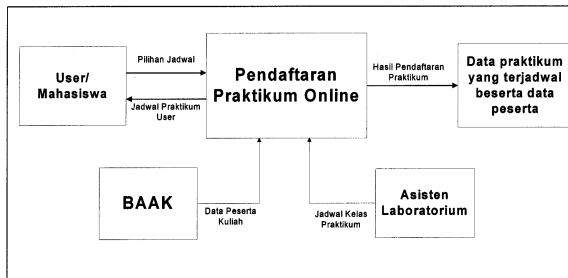 User/
Mahasiswa
Pilihan Jadwal
Jadwal Praktikum
User
Pendaftaran
Praktikum Online
Hasil Pendaftaran
Praktikum
Data praktikum
yang terjadwal
beserta data
peserta
BAAK
Data Peserta
Kuliah
Jadwal Kelas
Praktikum
Asisten
Laboratorium